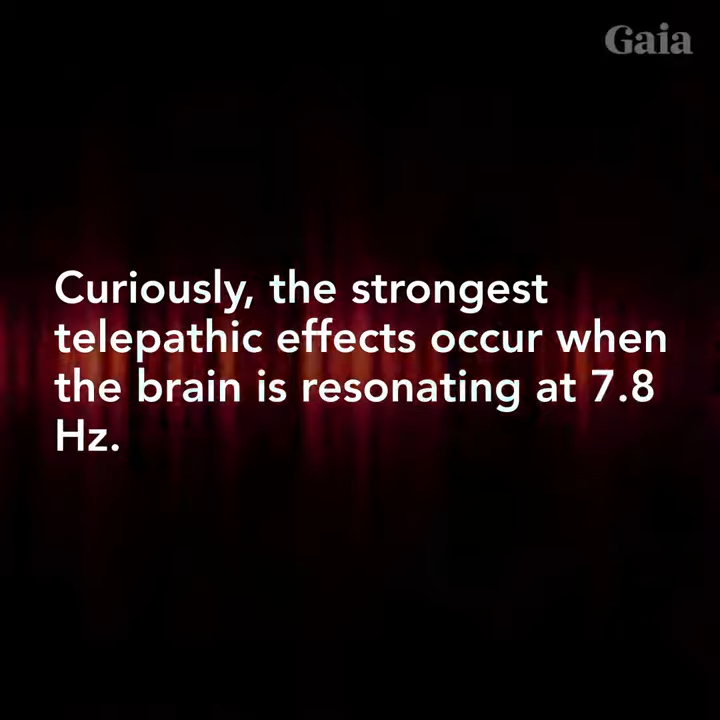 Gaia
Curiously, the strongest
telepathic effects occur when
the brain is resonating at 7.8
Hz.